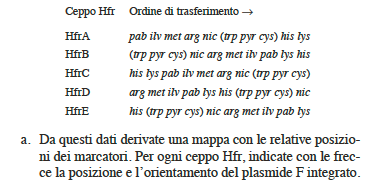 Ceppo Hfr Ordine di trasferimento →
HfrA pab ilv met arg nic (trp pyr cys) his lys
HfrB (trp pyr cys) nic arg met ilv pab lys his
HfrC his lys pab ilv met arg nic (trp pyr cys)
HfrD arg met ilv pab lys his (trp pyr cys) nic
HfrE his (trp pyr cys) nic arg met ilv pab lys
a. Da questi dati derivate una mappa con le relative posizio-
ni dei marcatori. Per ogni ceppo Hfr, indicate con le frec-
ce la posizione e l'orientamento del plasmide F integrato.